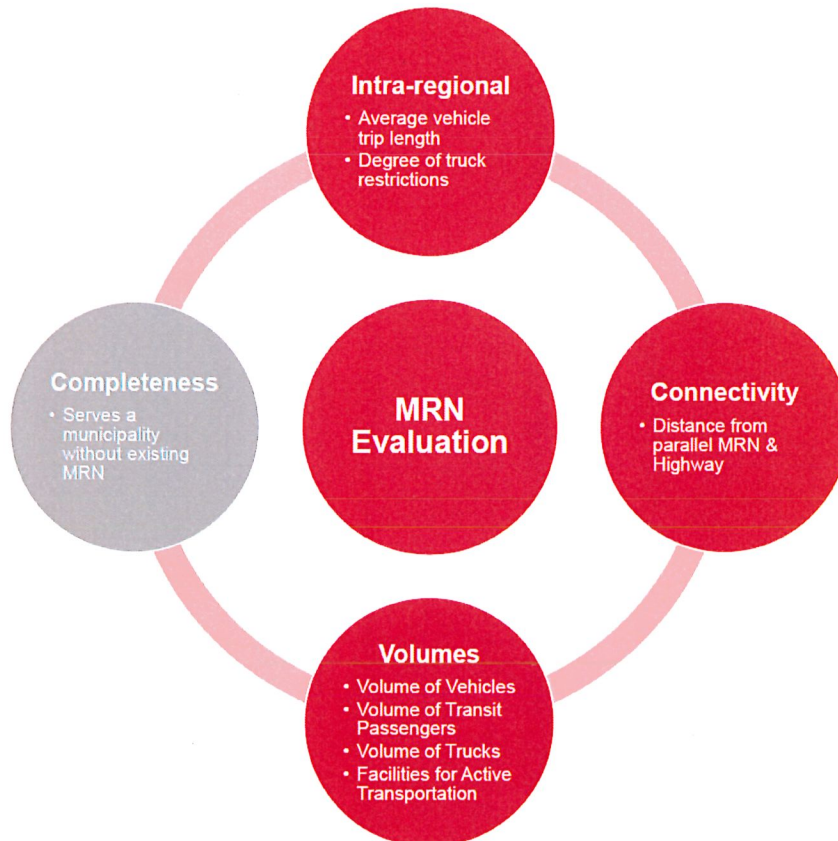 Intra-regional
• Average vehicle
trip length
• Degree of truck
restrictions
Completeness
• Serves a
municipality
without existing
MRN
MRN
Evaluation
Connectivity
• Distance from
parallel MRN &
Highway
Volumes
• Volume of Vehicles
• Volume of Transit
Passengers
• Volume of Trucks
• Facilities for Active
Transportation